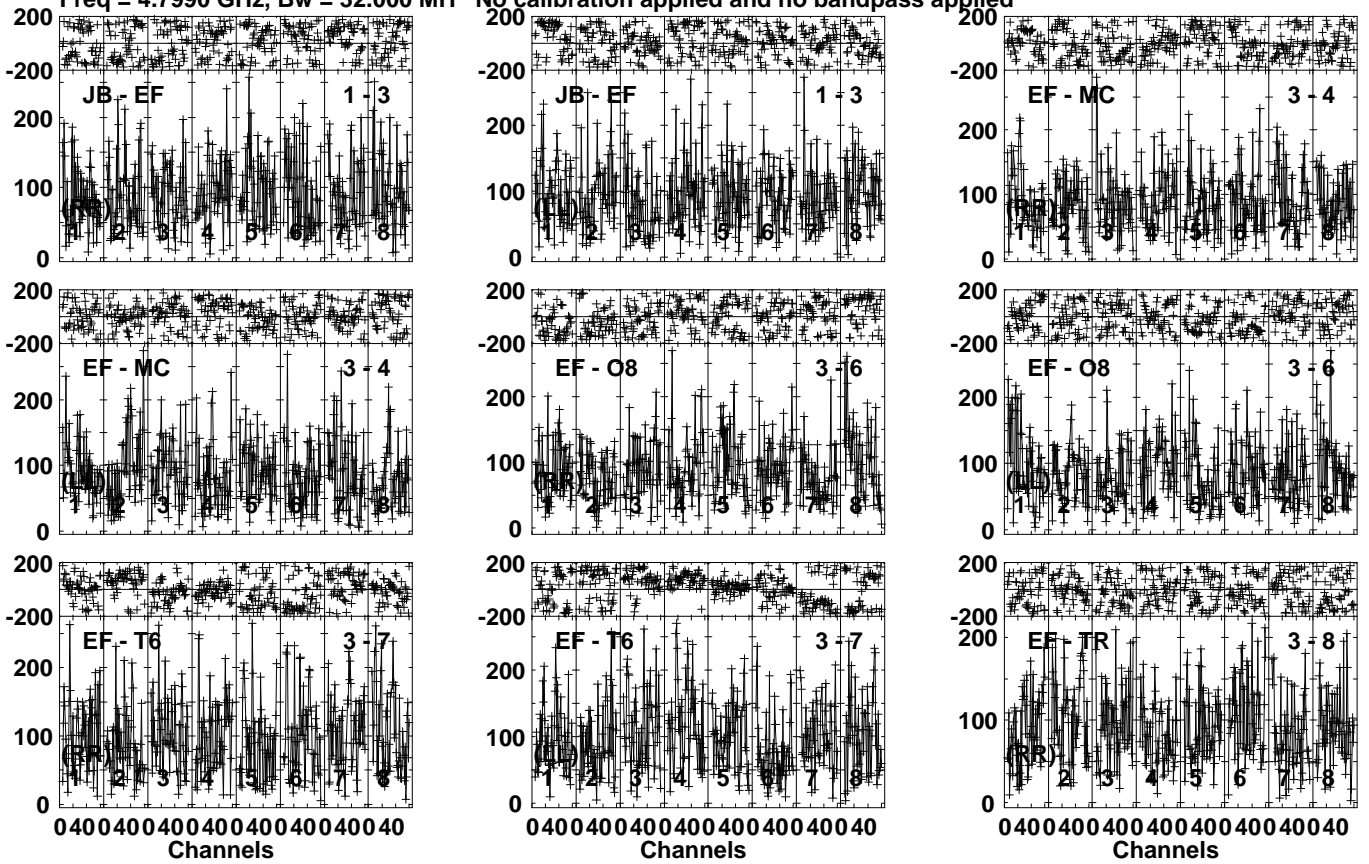 Freq = 4.7990 GHz, Bw = 32.000 MH No calibration applied and no bandpass applied
200 200 200
-200 -200 -200
JB - EF 1 - 3 JB - EF 1 - 3 EF - MC 3 - 4
200 200 200
100 100 100
(RR) (LL) (RR)
1 2 3 4 5 6 7 8 1 2 3 4 5 6 7 8 1 2 3 4 5 6 7 8
0 0 0
200 200 200
-200 -200 -200
EF - MC 3 - 4 EF - O8 3 - 6 EF - O8 3 - 6
200 200 200
100 100 100
(LL) (RR) (LL)
1 2 3 4 5 6 7 8 1 2 3 4 5 6 7 8 1 2 3 4 5 6 7 8
0 0 0
200 200 200
-200 -200 -200
EF - T6 3 - 7 EF - T6 3 - 7 EF - TR 3 - 8
200 200 200
100 100 100
(RR) (LL) (RR)
1 2 3 4 5 6 7 8 1 2 3 4 5 6 7 8 1 2 3 4 5 6 7 8
0 0 0
0 40 0 40 0 40 0 40 0 40 0 40 0 40 0 40 0 40 0 40 0 40 0 40 0 40 0 40 0 40 0 40 0 40 0 40 0 40 0 40 0 40 0 40 0 40 0 40
Channels Channels Channels